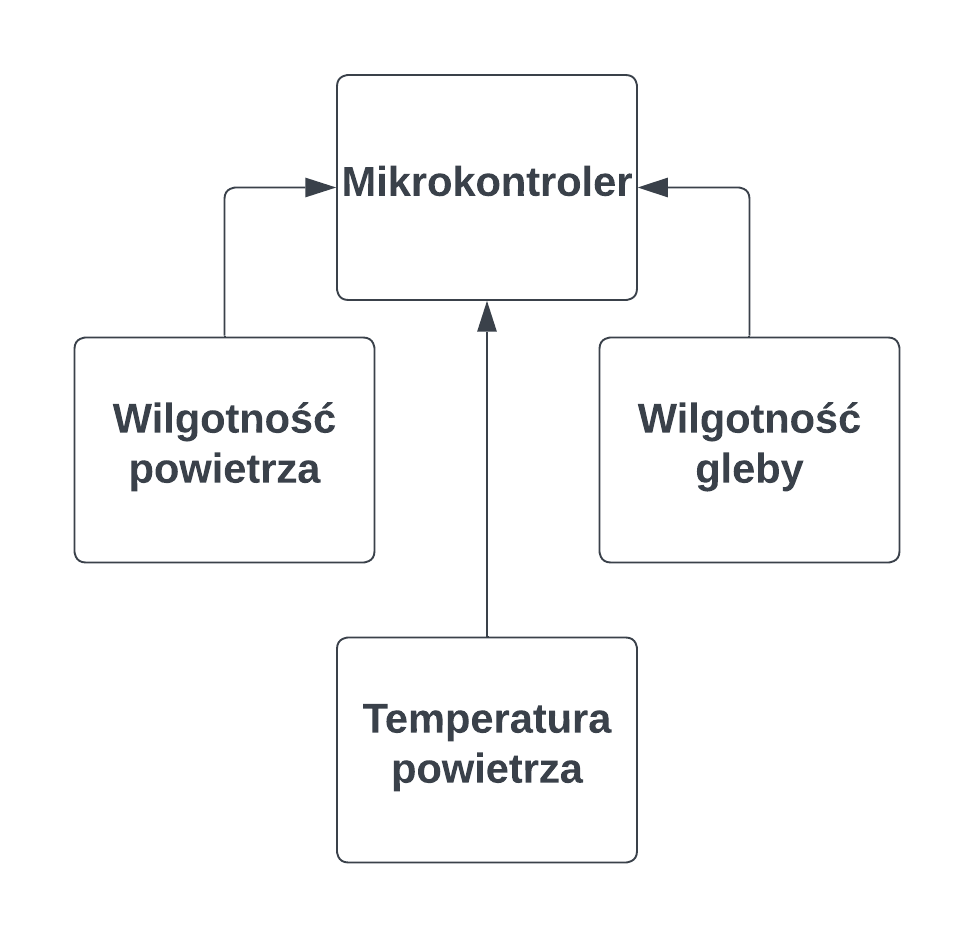 Mikrokontroler
Wilgotność
powietrza
Wilgotność
gleby
Temperatura
powietrza